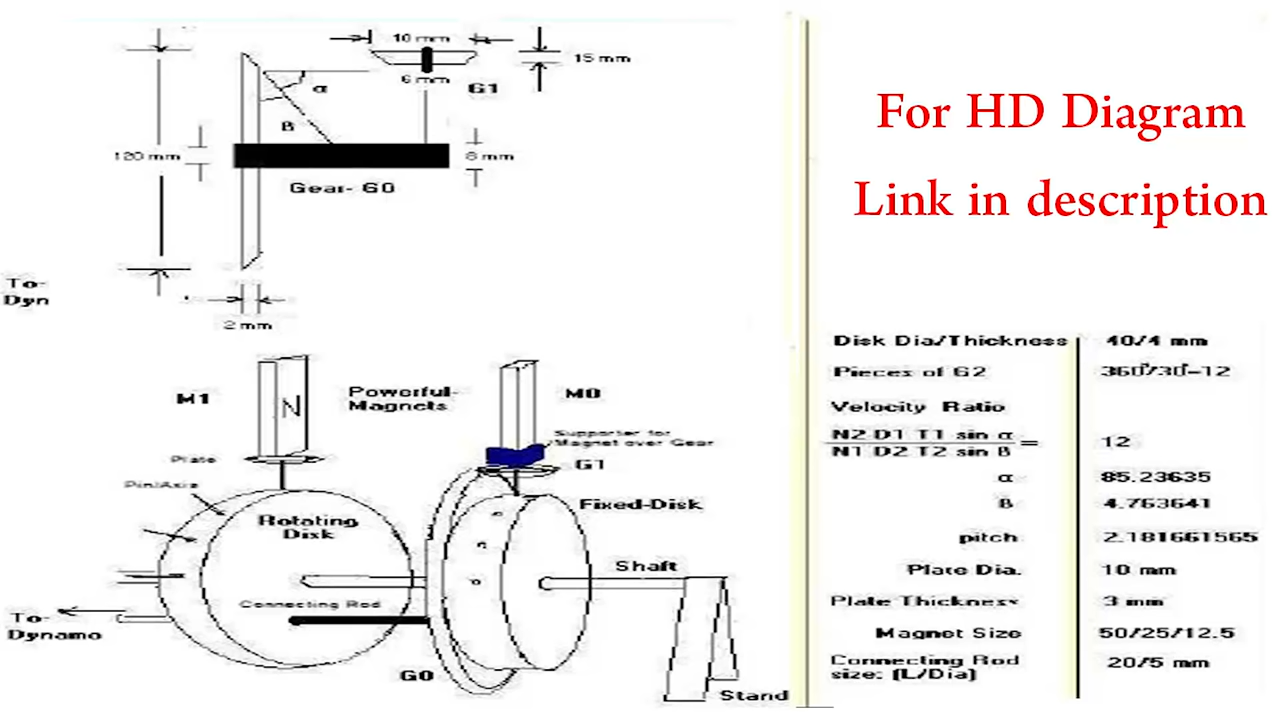 10 mm
15 mm
α
6 mm
G1
B
120 mm
8 mm
Gear- G0
To-
Dyn
2 mm
M1
N
Powerful-
Magnets
M0
Supporter for
Magnet over Gear
Plate
G1
Pin/Axis
Fixed-Disk
Rotating
Disk
Shaft
Connecting Rod
To-
Dynamo
G0
Stand
For HD Diagram
Link in description
Disk Dia/Thickness 40/4 mm
Pieces of G2 360°/30°-12
Velocity Ratio
N2 D1 T1 sin α
N1 D2 T2 sin B
= 12
α 85.23635
B 4.763641
pitch 2.181661565
Plate Dia. 10 mm
Plate Thickness 3 mm
Magnet Size 50/25/12.5
Connecting Rod
size: (L/Dia) 20/5 mm